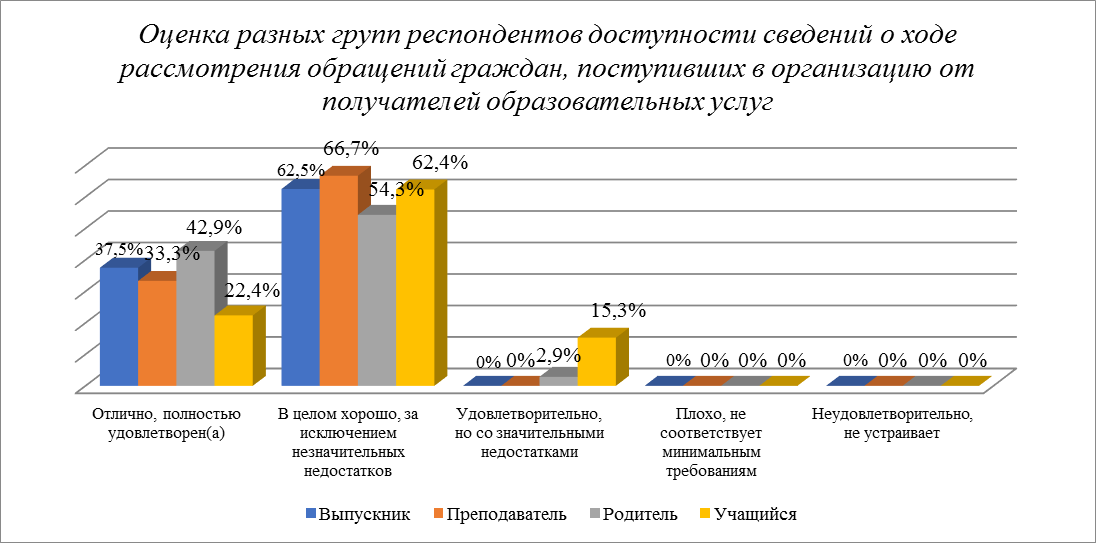 Оценка разных групп респондентов доступности сведений о ходе
рассмотрения обращений граждан, поступивших в организацию от
получателей образовательных услуг
37,5%
33,3%
42,9%
22,4%
62,5%
66,7%
54,3%
62,4%
0%
0%
2,9%
15,3%
0%
0%
0%
0%
0%
0%
0%
0%
Отлично, полностью
удовлетворен(а)
В целом хорошо, за
исключением
незначительных
недостатков
Удовлетворительно,
но со значительными
недостатками
Плохо, не
соответствует
минимальным
требованиям
Неудовлетворительно,
не устраивает
Выпускник
Преподаватель
Родитель
Учащийся